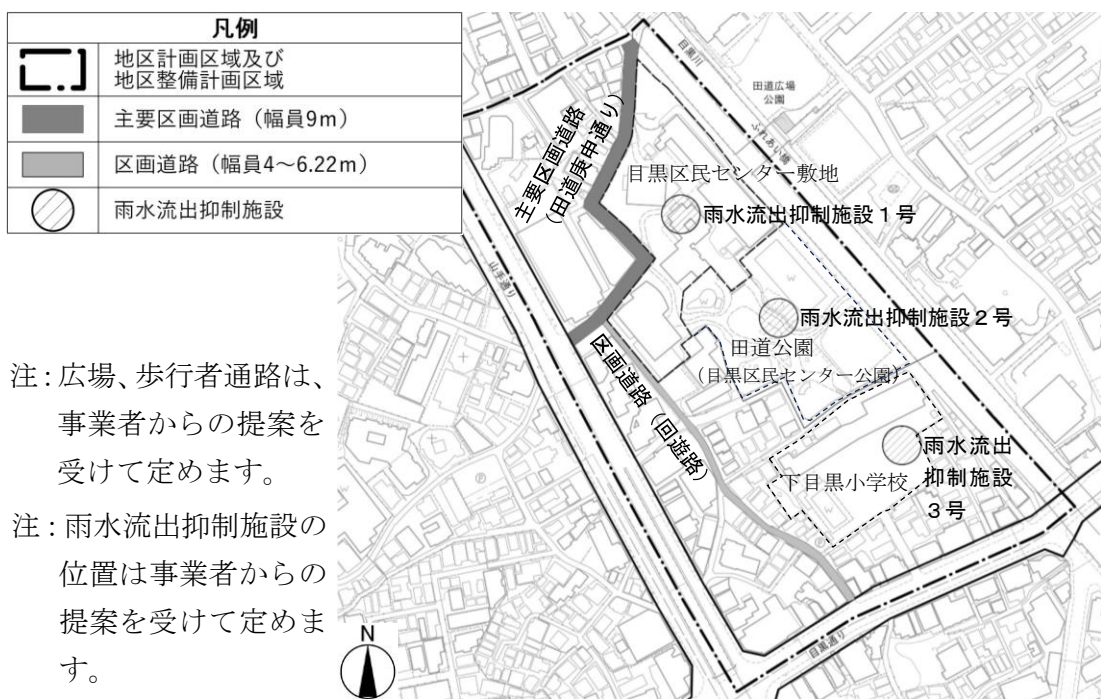 凡例
地区計画区域及び
地区整備計画区域
主要区画道路（幅員9m）
区画道路（幅員4～6.22m）
雨水流出抑制施設
注：広場、歩行者通路は、
事業者からの提案を
受けて定めます。
注：雨水流出抑制施設の
位置は事業者からの
提案を受けて定めま
す。
N
目黒川
田道広場
公園
ふれあい橋
主要区画道路
（田道庚申通り）
目黒区民センター敷地
雨水流出抑制施設１号
山手通り
雨水流出抑制施設２号
田道公園
（目黒区民センター公園）
区画道路（回遊路）
雨水流出
抑制施設
３号
下目黒小学校
目黒通り